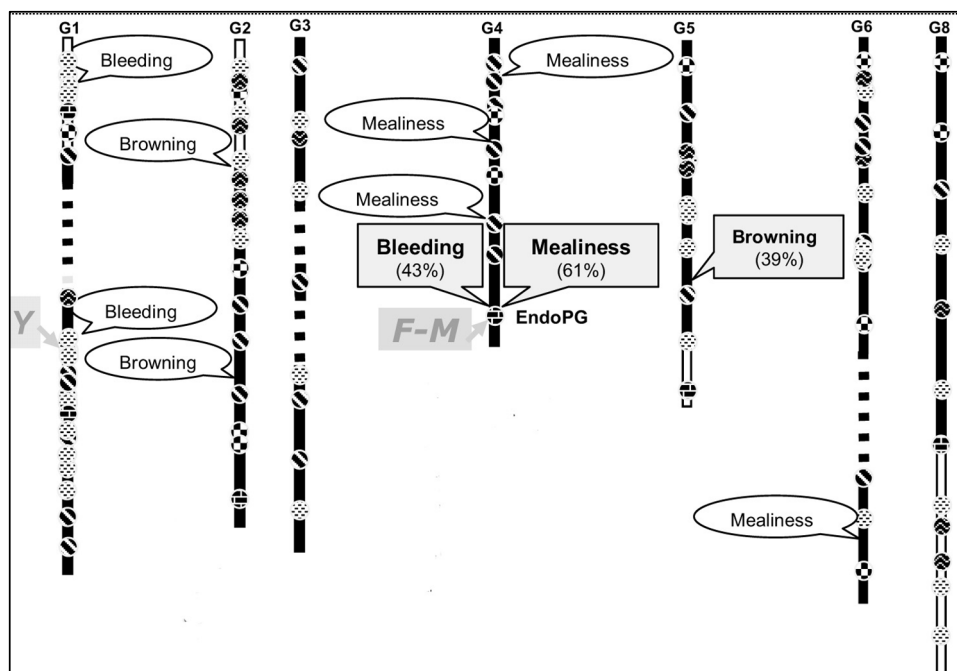 G1
G2
G3
G4
G5
G6
G8
Bleeding
Mealiness
Mealiness
Browning
Mealiness
Bleeding
(43%)
Mealiness
(61%)
Browning
(39%)
Bleeding
Y
F-M
EndoPG
Browning
Mealiness